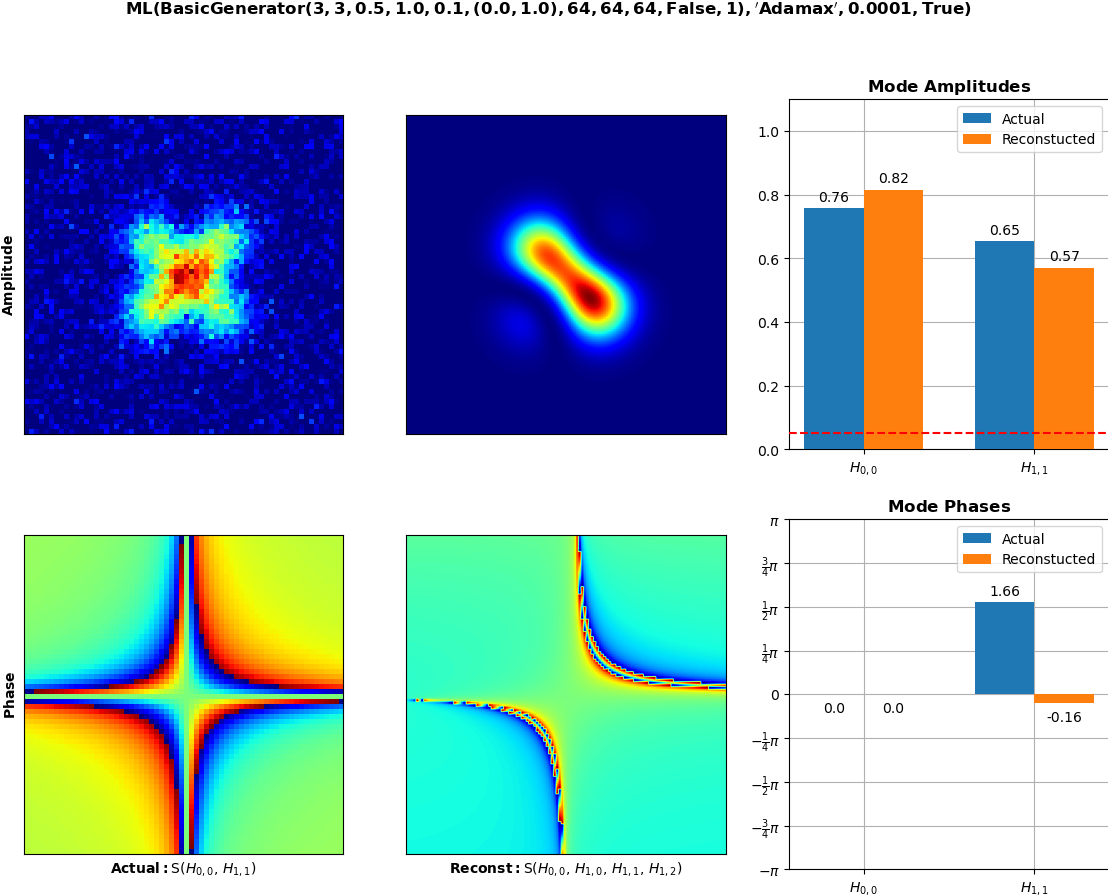 ML(BasicGenerator(3, 3, 0.5, 1.0, 0.1, (0.0, 1.0), 64, 64, 64, False, 1), ′Adamax′, 0.0001, True)
Amplitude
Mode Amplitudes
Actual
Reconstucted
1.0
0.8
0.6
0.4
0.2
0.0
0.76
0.82
0.65
0.57
H0, 0
H1, 1
Phase
Actual: S(H0, 0, H1, 1)
Reconst: S(H0, 0, H1, 0, H1, 1, H1, 2)
Mode Phases
Actual
Reconstucted
π
3/4π
1/2π
1/4π
0
−1/4π
−1/2π
−3/4π
−π
0.0
0.0
1.66
-0.16
H0, 0
H1, 1